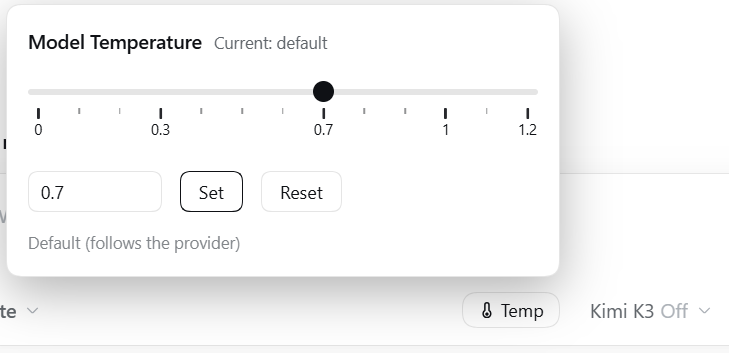 Model Temperature Current: default
0 0.3 0.7 1 1.2
0.7 Set Reset
Default (follows the provider)
te Temp Kimi K3 Off